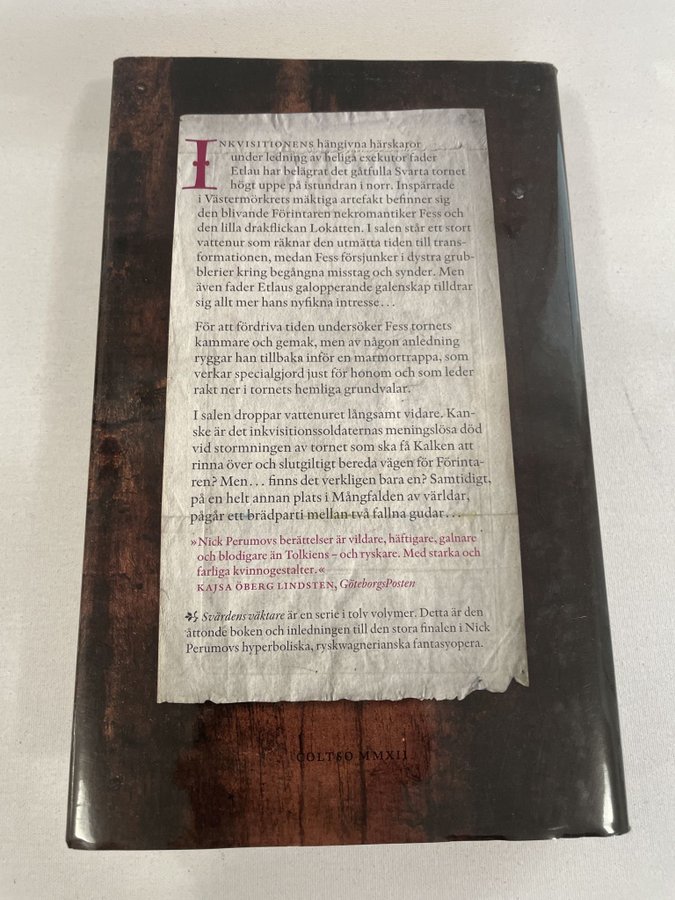 INKVISITIONENS hängivna härskaror
under ledning av heliga exekutor fader
Etlau har belägrat det gåtfulla Svarta tornet
högt uppe på istundran i norr. Inspärrade
i Västermörkrets mäktiga artefakt befinner sig
den blivande Förintaren nekromantiker Fess och
den lilla drakflickan Lokatten. I salen står ett stort
vattenur som räknar den utmätta tiden till trans-
formationen, medan Fess försjunker i dystra grub-
blerier kring begångna misstag och synder. Men
även fader Etlaus galopperande galenskap tilldrar
sig allt mer hans nyfikna intresse...
För att fördriva tiden undersöker Fess tornets
kammare och gemak, men av någon anledning
ryggar han tillbaka inför en marmortrappa, som
verkar specialgjord just för honom och som leder
rakt ner i tornets hemliga grundvalar.
I salen droppar vattenuret långsamt vidare. Kan-
ske är det inkvisitionssoldaternas meningslösa död
vid stormningen av tornet som ska få Kalken att
rinna över och slutgiltigt bereda vägen för Förinta-
ren? Men... finns det verkligen bara en? Samtidigt,
på en helt annan plats i Mångfalden av världar,
pågår ett brädparti mellan två fallna gudar...
»Nick Perumovs berättelser är vildare, häftigare, galnare
och blodigare än Tolkiens – och ryskare. Med starka och
farliga kvinnogestalter.«
KAJSA ÖBERG LINDSTEN, GöteborgsPosten
Svärdens väktare är en serie i tolv volymer. Detta är den
åttonde boken och inledningen till den stora finalen i Nick
Perumovs hyperboliska, ryskwagnerianska fantasyopera.
COLTSO MMXII